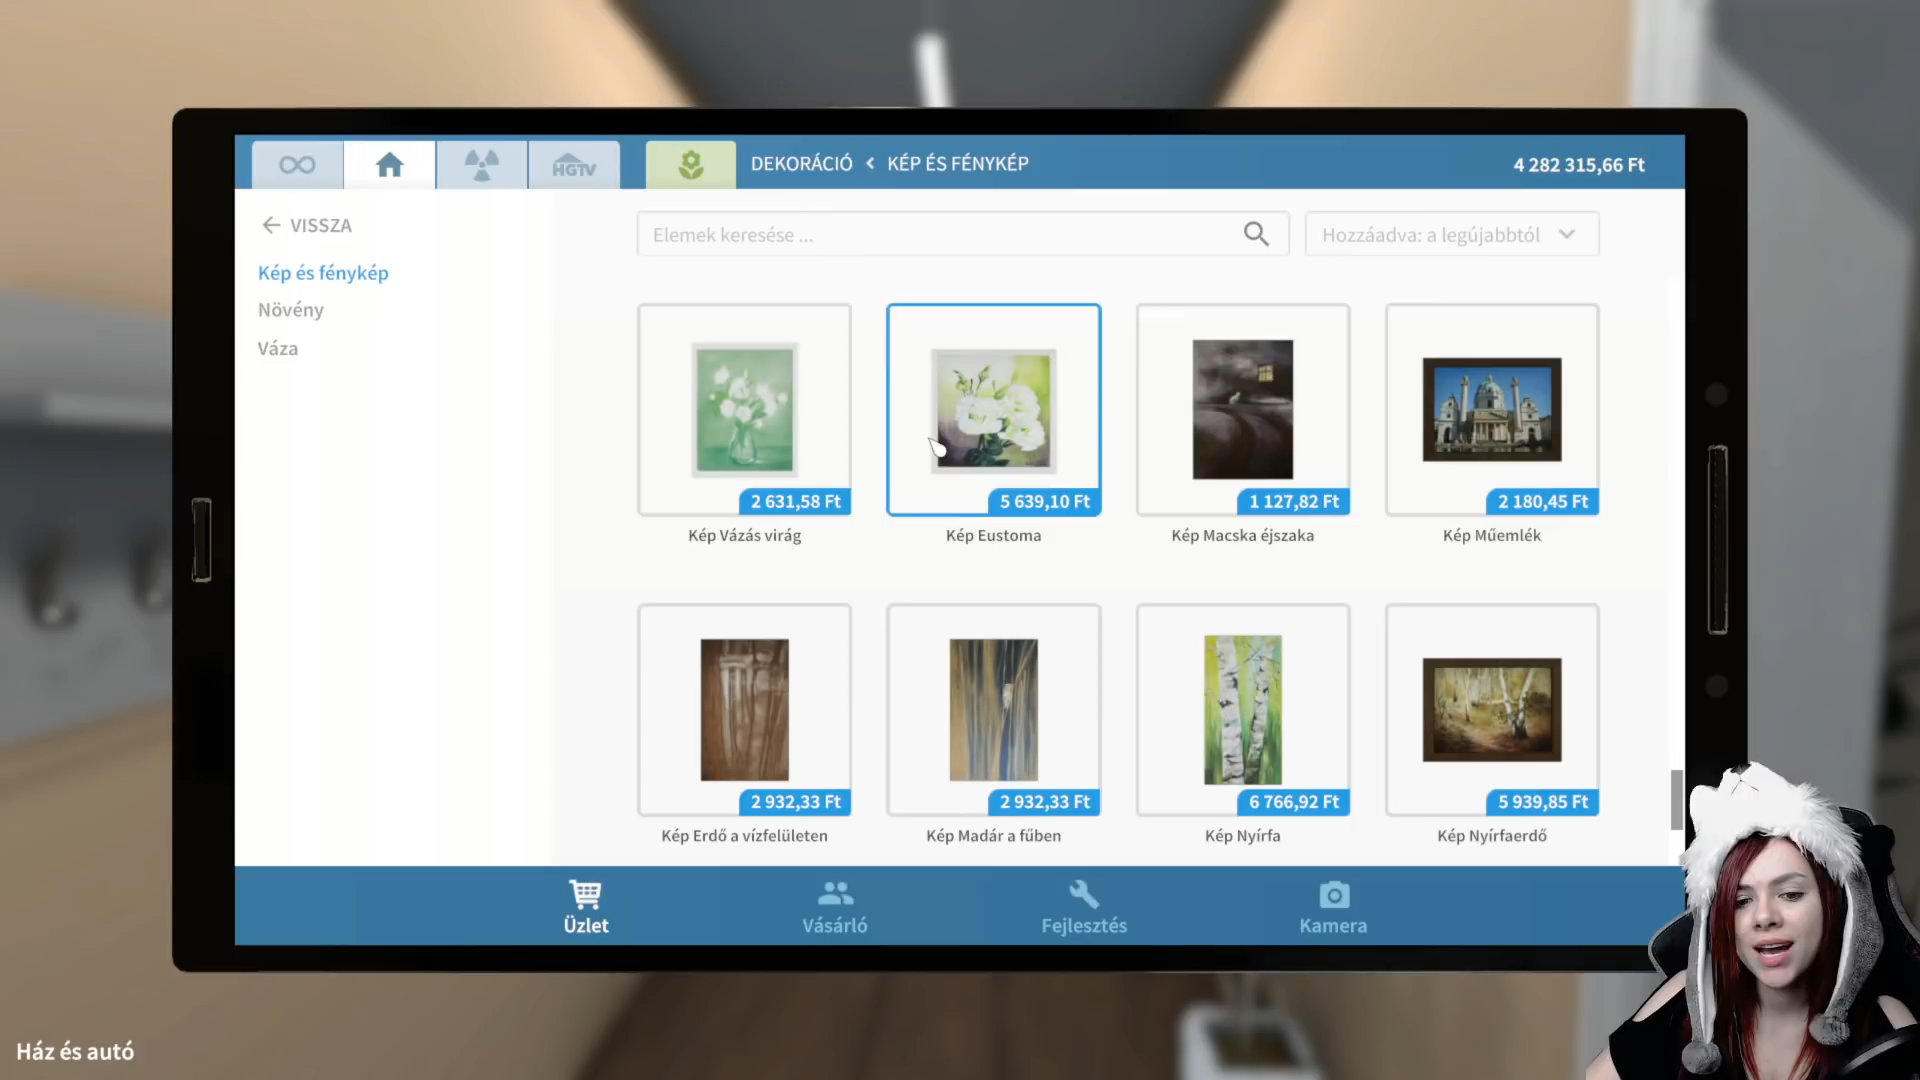 HGTV
DEKORÁCIÓ < KÉP ÉS FÉNYKÉP
4 282 315,66 Ft
VISSZA
Kép és fénykép
Növény
Váza
Elemek keresése ...
Hozzáadva: a legújabbtól
2 631,58 Ft
5 639,10 Ft
1 127,82 Ft
2 180,45 Ft
Kép Vázás virág
Kép Eustoma
Kép Macska éjszaka
Kép Műemlék
2 932,33 Ft
2 932,33 Ft
6 766,92 Ft
5 939,85 Ft
Kép Erdő a vízfelületen
Kép Madár a fűben
Kép Nyírfa
Kép Nyírfaerdő
Üzlet
Vásárló
Fejlesztés
Kamera
Ház és autó